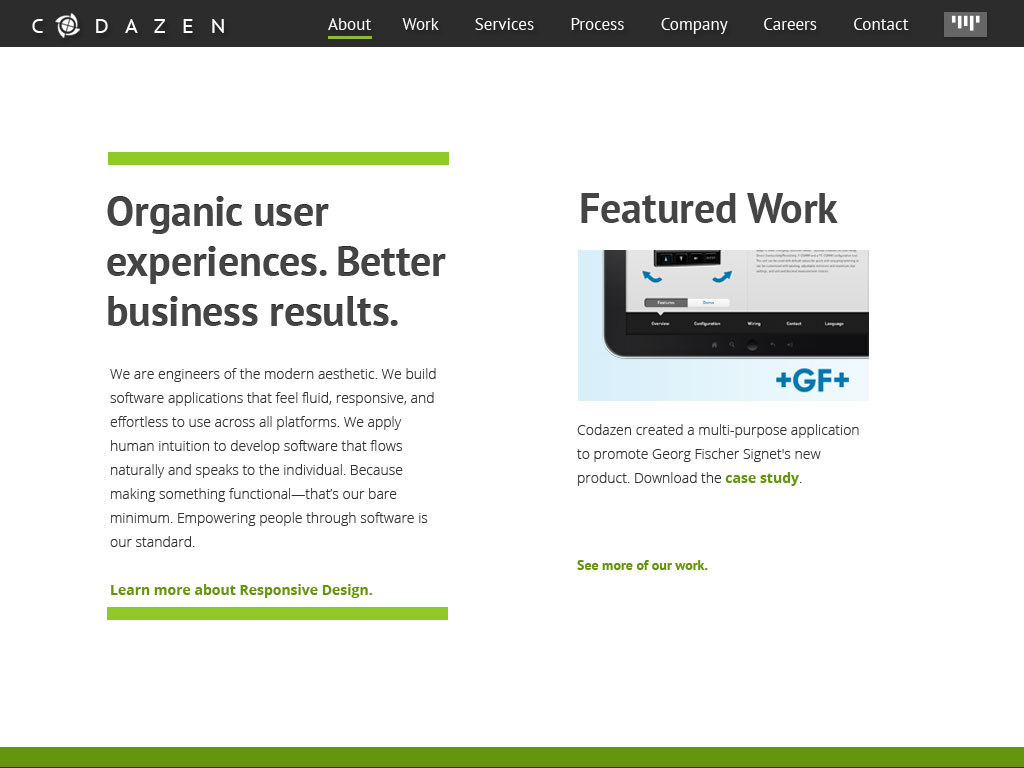 CODAZEN
About Work Services Process Company Careers Contact
Organic user
experiences. Better
business results.
We are engineers of the modern aesthetic. We build
software applications that feel fluid, responsive, and
effortless to use across all platforms. We apply
human intuition to develop software that flows
naturally and speaks to the individual. Because
making something functional—that's our bare
minimum. Empowering people through software is
our standard.
Learn more about Responsive Design.
Featured Work
Features Demo
Overview Configuration Wiring Contact Language
+GF+
Codazen created a multi-purpose application
to promote Georg Fischer Signet's new
product. Download the case study.
See more of our work.